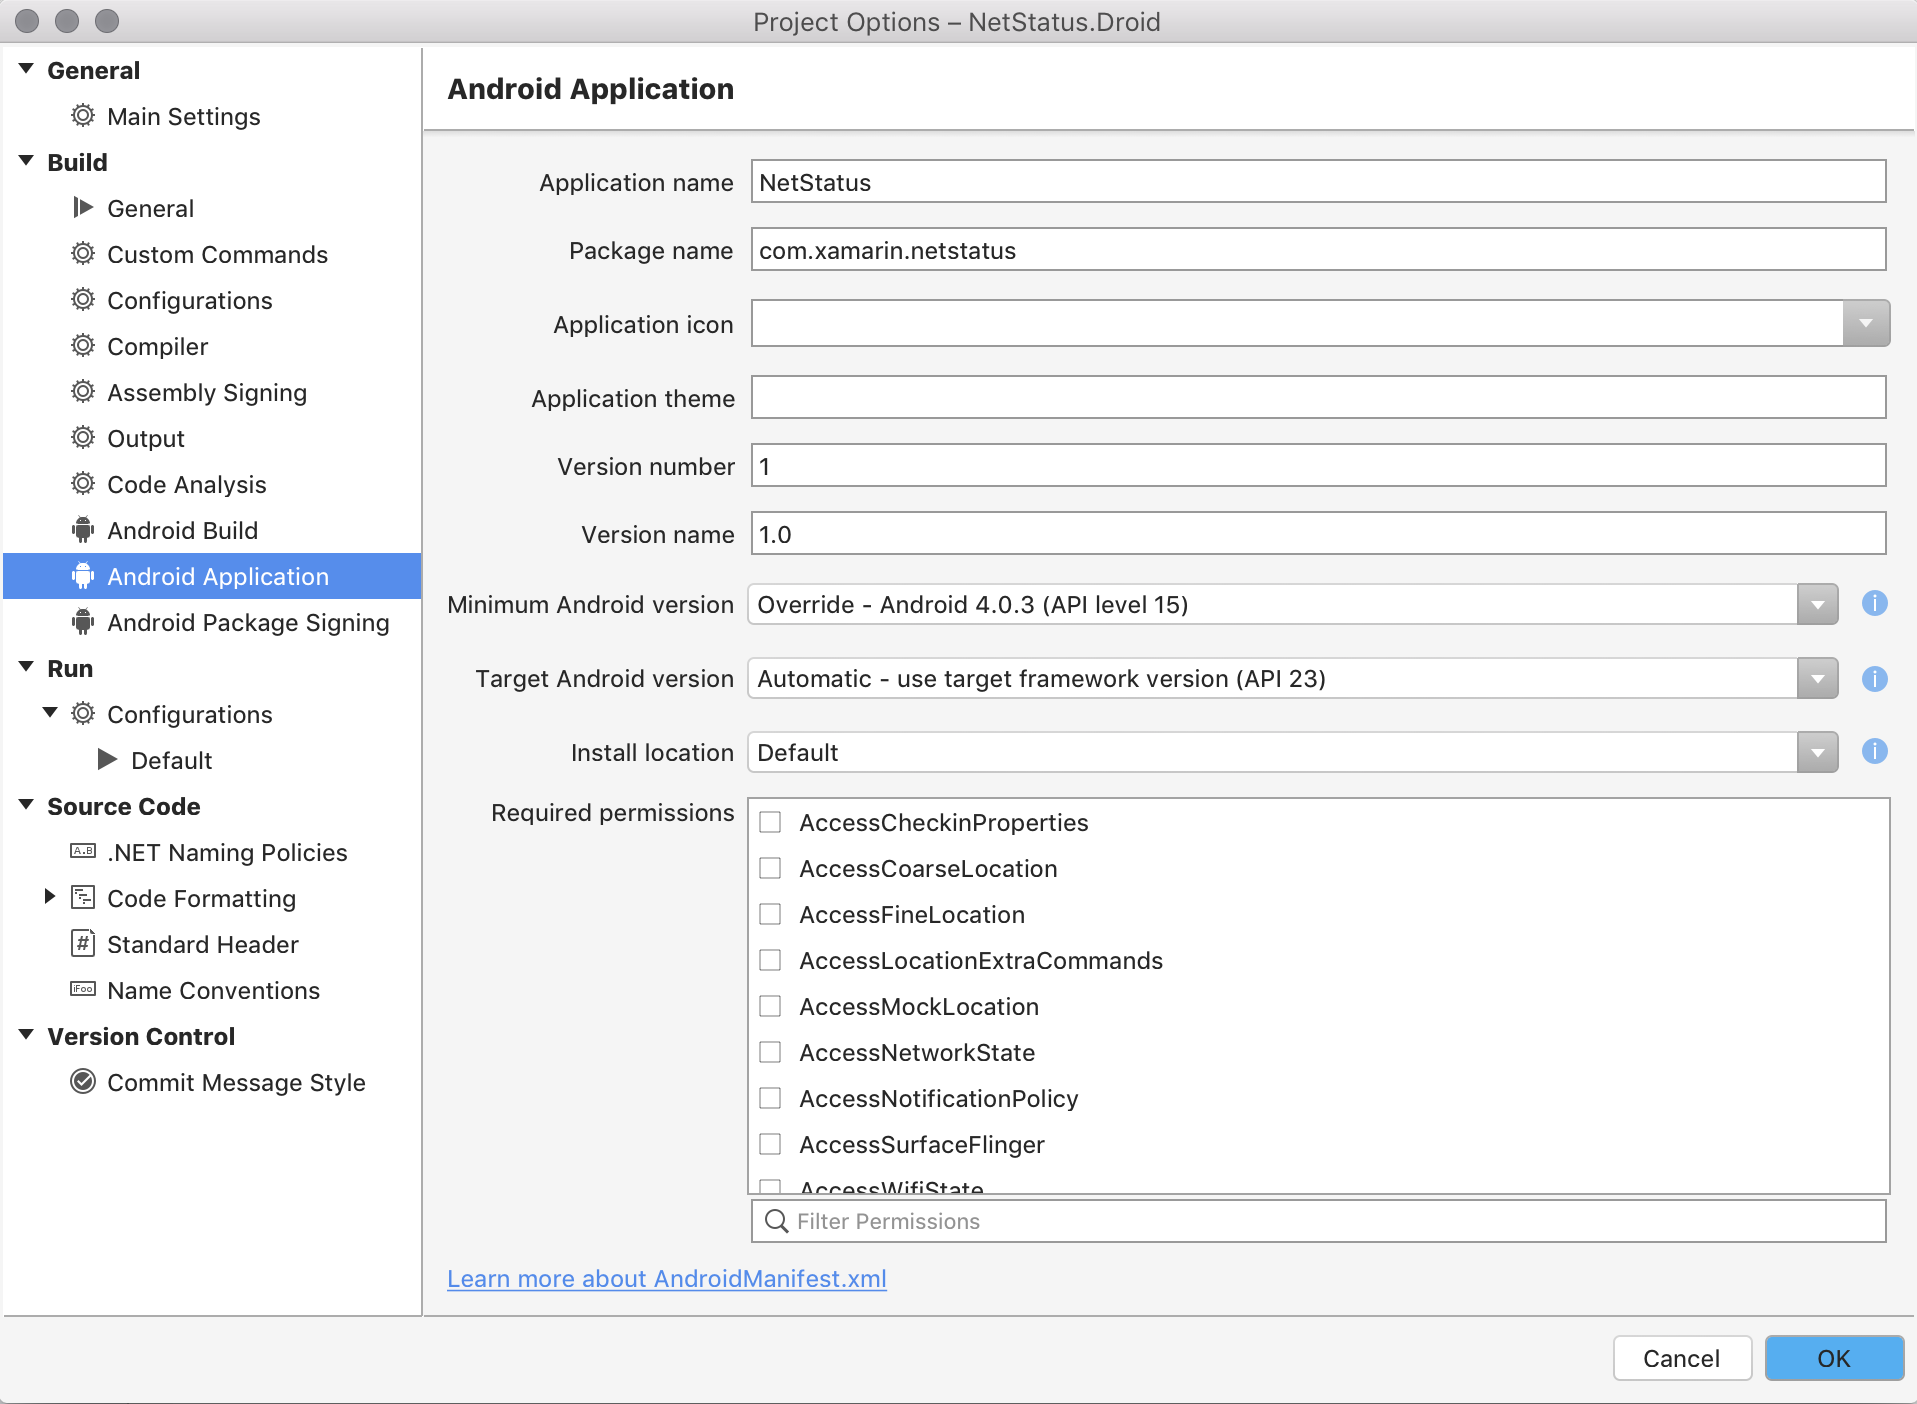 Project Options – NetStatus.Droid
General
Main Settings
Build
General
Custom Commands
Configurations
Compiler
Assembly Signing
Output
Code Analysis
Android Build
Android Application
Android Package Signing
Run
Configurations
Default
Source Code
A.B .NET Naming Policies
Code Formatting
# Standard Header
iFoo Name Conventions
Version Control
Commit Message Style
Android Application
Application name NetStatus
Package name com.xamarin.netstatus
Application icon
Application theme
Version number 1
Version name 1.0
Minimum Android version Override - Android 4.0.3 (API level 15) i
Target Android version Automatic - use target framework version (API 23) i
Install location Default i
Required permissions AccessCheckinProperties
AccessCoarseLocation
AccessFineLocation
AccessLocationExtraCommands
AccessMockLocation
AccessNetworkState
AccessNotificationPolicy
AccessSurfaceFlinger
AccessWifiState
Filter Permissions
Learn more about AndroidManifest.xml
Cancel OK